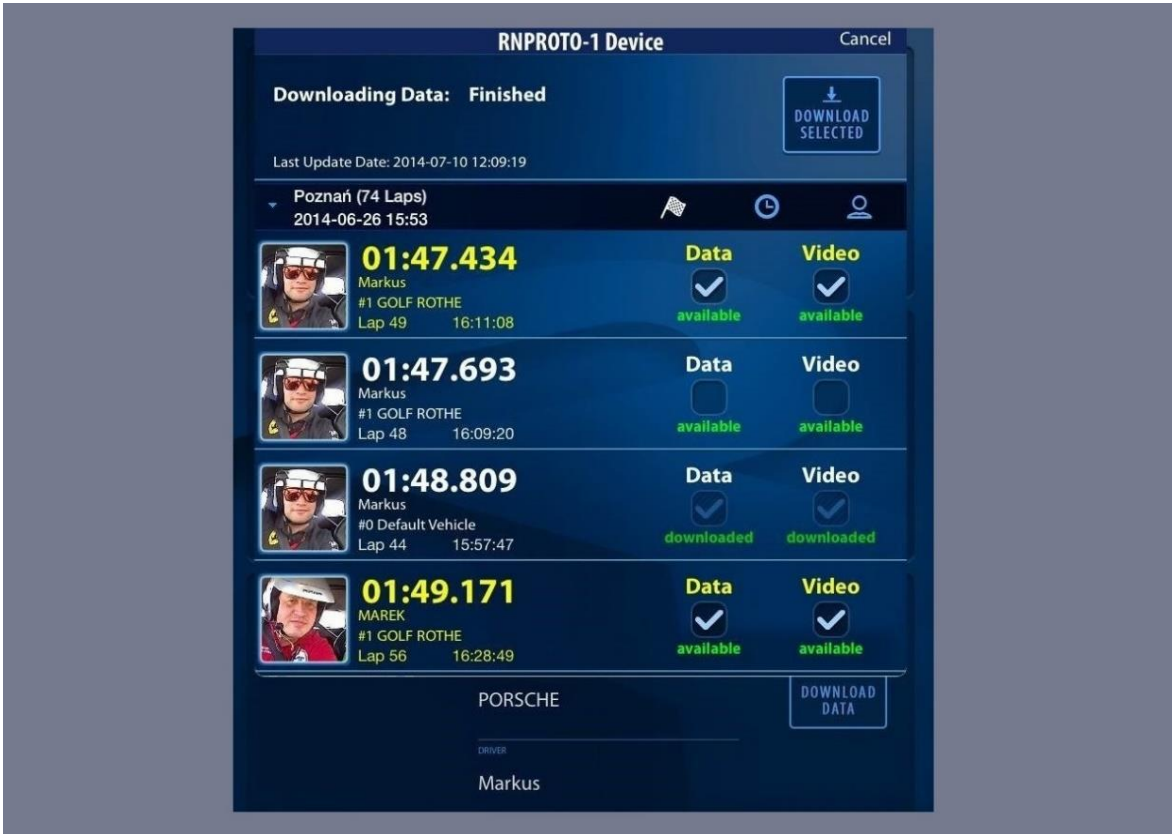 RNPROTO-1 Device
Cancel
Downloading Data: Finished
DOWNLOAD
SELECTED
Last Update Date: 2014-07-10 12:09:19
Poznań (74 Laps)
2014-06-26 15:53
01:47.434
Markus
#1 GOLF ROTHE
Lap 49 16:11:08
Data Video
available available
01:47.693
Markus
#1 GOLF ROTHE
Lap 48 16:09:20
Data Video
available available
01:48.809
Markus
#0 Default Vehicle
Lap 44 15:57:47
Data Video
downloaded downloaded
01:49.171
MAREK
#1 GOLF ROTHE
Lap 56 16:28:49
Data Video
available available
PORSCHE
DOWNLOAD
DATA
DRIVER
Markus